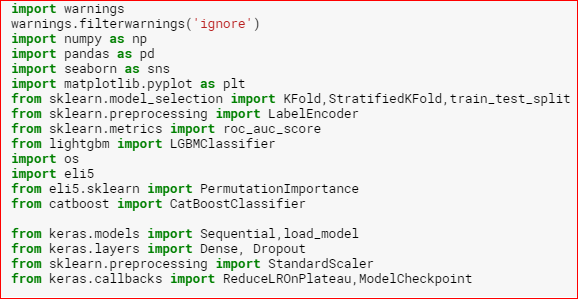 import warnings
warnings.filterwarnings('ignore')
import numpy as np
import pandas as pd
import seaborn as sns
import matplotlib.pyplot as plt
from sklearn.model_selection import KFold,StratifiedKFold,train_test_split
from sklearn.preprocessing import LabelEncoder
from sklearn.metrics import roc_auc_score
from lightgbm import LGBMClassifier
import os
import eli5
from eli5.sklearn import PermutationImportance
from catboost import CatBoostClassifier

from keras.models import Sequential,load_model
from keras.layers import Dense, Dropout
from sklearn.preprocessing import StandardScaler
from keras.callbacks import ReduceLROnPlateau,ModelCheckpoint